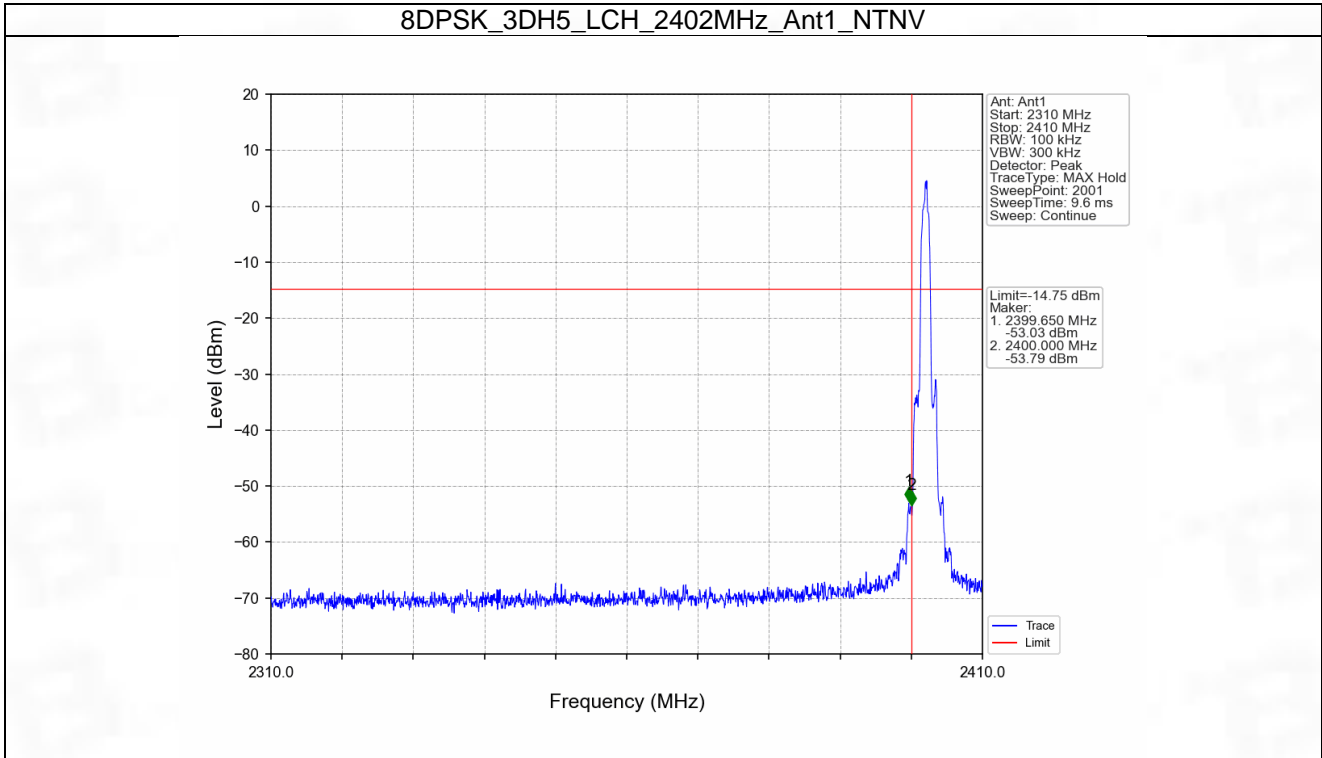 8DPSK_3DH5_LCH_2402MHz_Ant1_NTNV
20
10
0
−10
−20
−30
−40
−50
−60
−70
−80
Level (dBm)
2310.0
2410.0
Frequency (MHz)
1
2
Ant: Ant1
Start: 2310 MHz
Stop: 2410 MHz
RBW: 100 kHz
VBW: 300 kHz
Detector: Peak
TraceType: MAX Hold
SweepPoint: 2001
SweepTime: 9.6 ms
Sweep: Continue
Limit=-14.75 dBm
Maker:
1. 2399.650 MHz
-53.03 dBm
2. 2400.000 MHz
-53.79 dBm
Trace
Limit